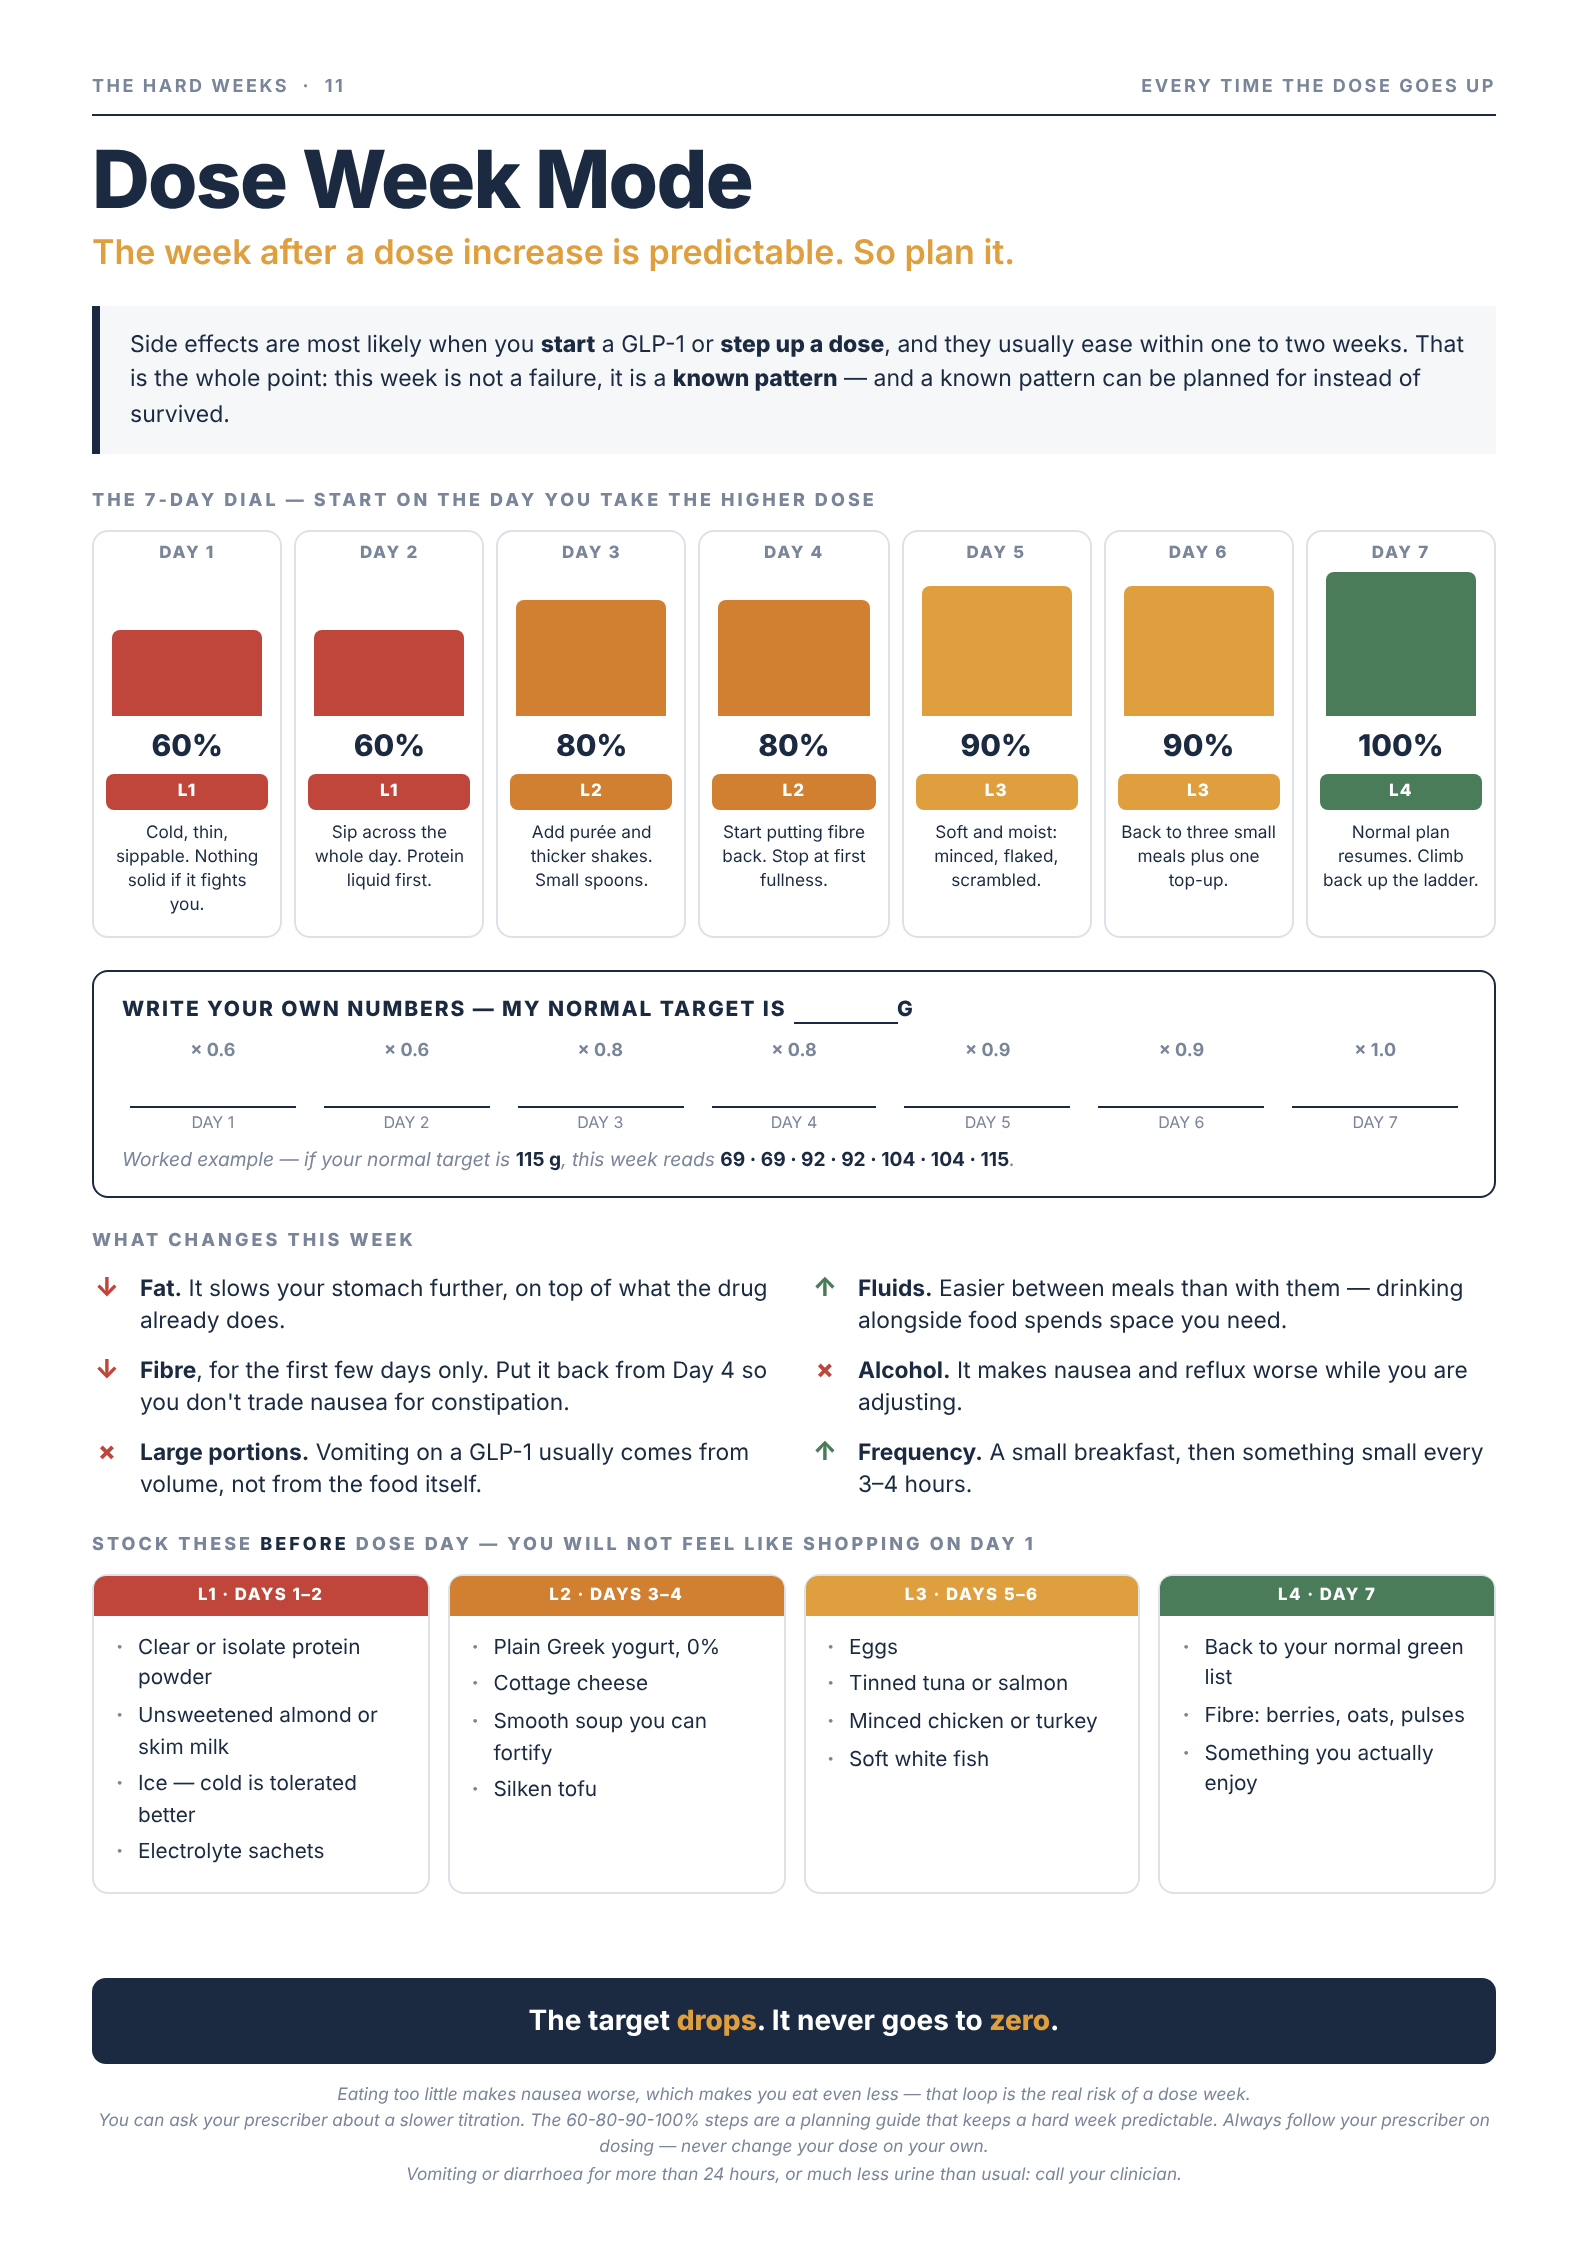 THE HARD WEEKS · 11
EVERY TIME THE DOSE GOES UP
Dose Week Mode
The week after a dose increase is predictable. So plan it.
Side effects are most likely when you start a GLP-1 or step up a dose, and they usually ease within one to two weeks. That
is the whole point: this week is not a failure, it is a known pattern — and a known pattern can be planned for instead of
survived.
THE 7-DAY DIAL — START ON THE DAY YOU TAKE THE HIGHER DOSE
DAY 1
60%
L1
Cold, thin,
sippable. Nothing
solid if it fights
you.
DAY 2
60%
L1
Sip across the
whole day. Protein
liquid first.
DAY 3
80%
L2
Add purée and
thicker shakes.
Small spoons.
DAY 4
80%
L2
Start putting fibre
back. Stop at first
fullness.
DAY 5
90%
L3
Soft and moist:
minced, flaked,
scrambled.
DAY 6
90%
L3
Back to three small
meals plus one
top-up.
DAY 7
100%
L4
Normal plan
resumes. Climb
back up the ladder.
WRITE YOUR OWN NUMBERS — MY NORMAL TARGET IS ________G
× 0.6
DAY 1
× 0.6
DAY 2
× 0.8
DAY 3
× 0.8
DAY 4
× 0.9
DAY 5
× 0.9
DAY 6
× 1.0
DAY 7
Worked example — if your normal target is 115 g, this week reads 69 · 69 · 92 · 92 · 104 · 104 · 115.
WHAT CHANGES THIS WEEK
↓ Fat. It slows your stomach further, on top of what the drug
already does.
↑ Fluids. Easier between meals than with them — drinking
alongside food spends space you need.
↓ Fibre, for the first few days only. Put it back from Day 4 so
you don't trade nausea for constipation.
× Alcohol. It makes nausea and reflux worse while you are
adjusting.
× Large portions. Vomiting on a GLP-1 usually comes from
volume, not from the food itself.
↑ Frequency. A small breakfast, then something small every
3–4 hours.
STOCK THESE BEFORE DOSE DAY — YOU WILL NOT FEEL LIKE SHOPPING ON DAY 1
L1 · DAYS 1–2
· Clear or isolate protein
powder
· Unsweetened almond or
skim milk
· Ice — cold is tolerated
better
· Electrolyte sachets
L2 · DAYS 3–4
· Plain Greek yogurt, 0%
· Cottage cheese
· Smooth soup you can
fortify
· Silken tofu
L3 · DAYS 5–6
· Eggs
· Tinned tuna or salmon
· Minced chicken or turkey
· Soft white fish
L4 · DAY 7
· Back to your normal green
list
· Fibre: berries, oats, pulses
· Something you actually
enjoy
The target drops. It never goes to zero.
Eating too little makes nausea worse, which makes you eat even less — that loop is the real risk of a dose week.
You can ask your prescriber about a slower titration. The 60-80-90-100% steps are a planning guide that keeps a hard week predictable. Always follow your prescriber on
dosing — never change your dose on your own.
Vomiting or diarrhoea for more than 24 hours, or much less urine than usual: call your clinician.